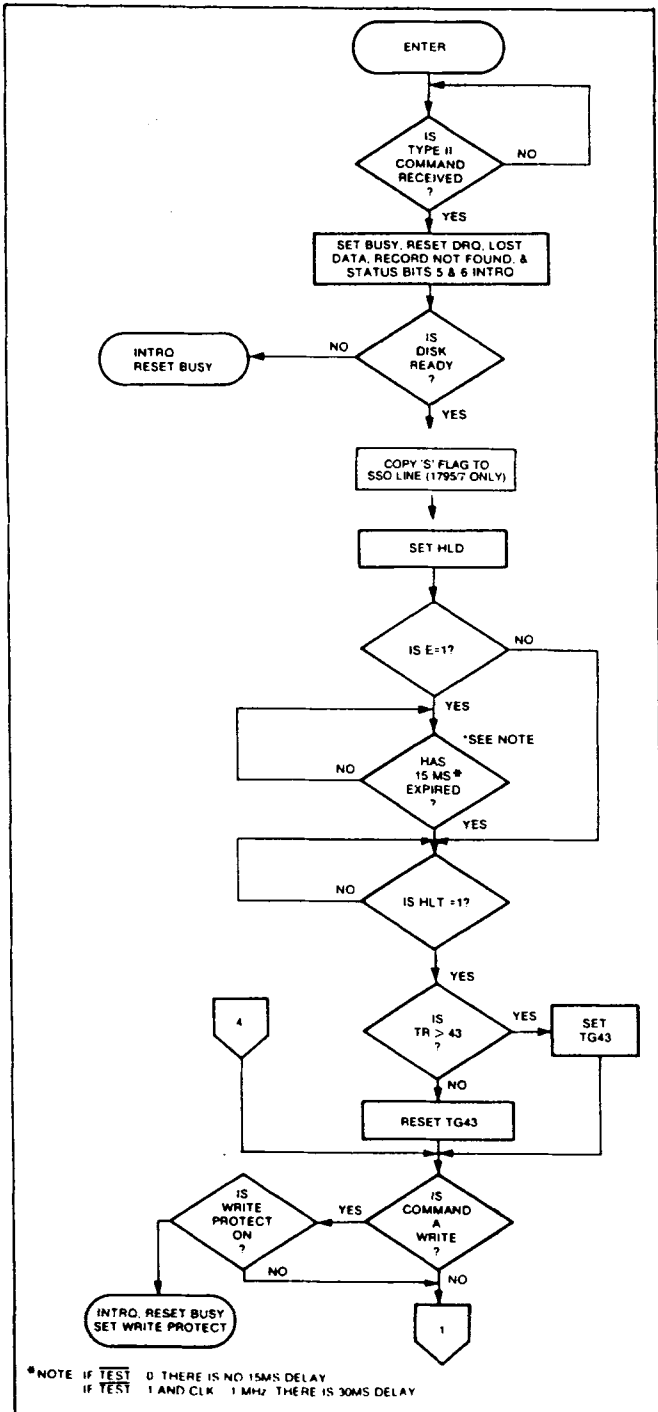 ENTER
IS
TYPE II
COMMAND
RECEIVED
?
NO
YES
SET BUSY, RESET DRQ, LOST
DATA, RECORD NOT FOUND, &
STATUS BITS 5 & 6 INTRQ
IS
DISK
READY
?
NO
INTRQ
RESET BUSY
YES
COPY 'S' FLAG TO
SSO LINE (1795/7 ONLY)
SET HLD
IS E=1?
NO
YES
*SEE NOTE
HAS
15 MS*
EXPIRED
?
NO
YES
IS HLT =1?
NO
YES
4
IS
TR > 43
?
YES
SET
TG43
NO
RESET TG43
IS
WRITE
PROTECT
ON
?
YES
IS
COMMAND
A
WRITE
?
NO
NO
INTRQ, RESET BUSY
SET WRITE PROTECT
1
*NOTE IF TEST 0 THERE IS NO 15MS DELAY
IF TEST 1 AND CLK 1 MHz THERE IS 30MS DELAY